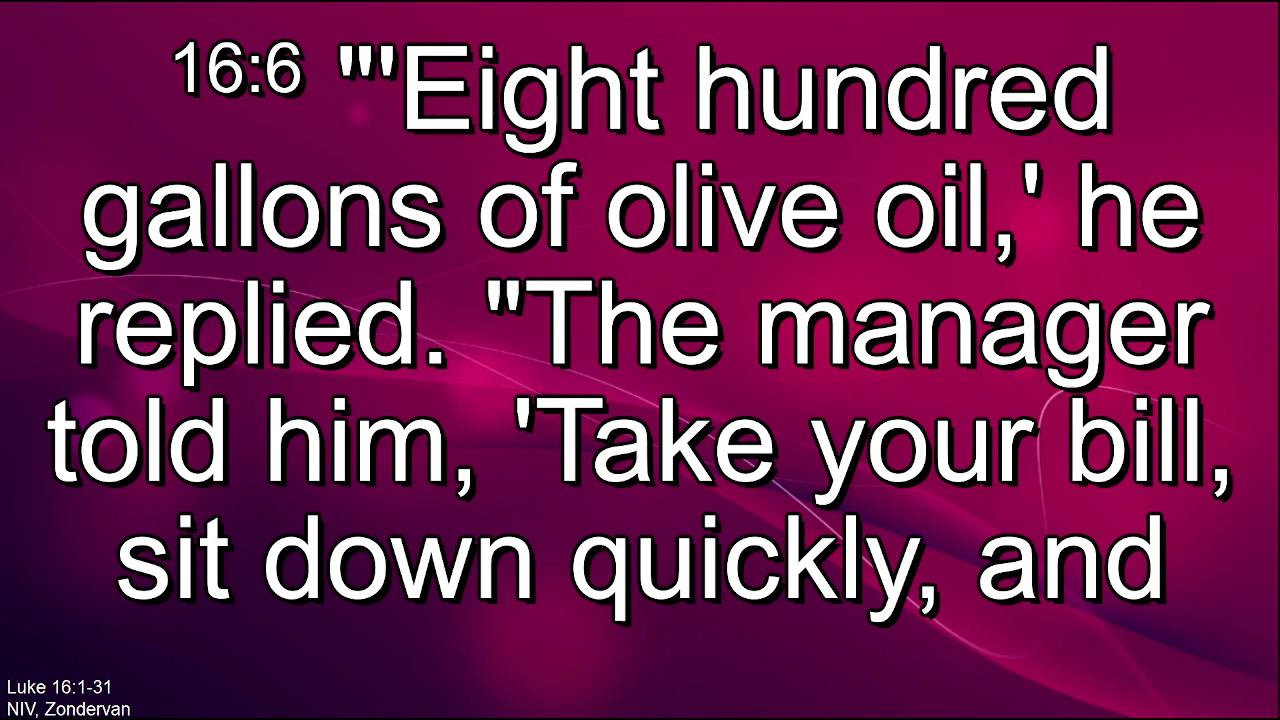 16:6 "'Eight hundred
gallons of olive oil,' he
replied. "The manager
told him, 'Take your bill,
sit down quickly, and
Luke 16:1-31
NIV, Zondervan